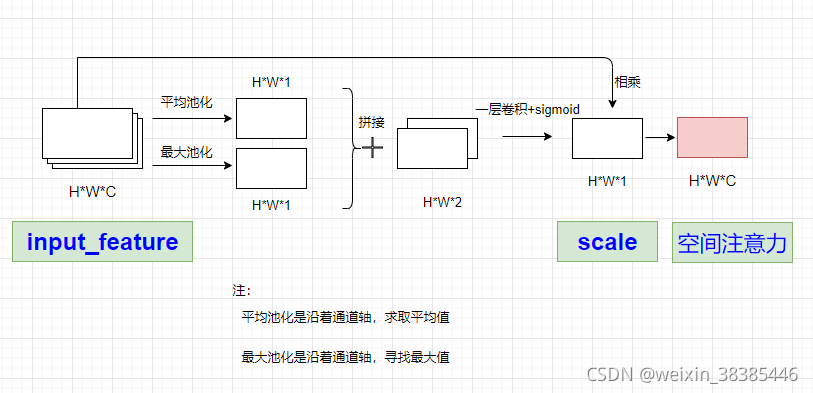 H*W*1
相乘
平均池化
一层卷积+sigmoid
拼接
最大池化
H*W*C
H*W*1
H*W*2
H*W*1
H*W*C
input_feature
scale
空间注意力
注：
平均池化是沿着通道轴，求取平均值
最大池化是沿着通道轴，寻找最大值
CSDN @weixin_38385446